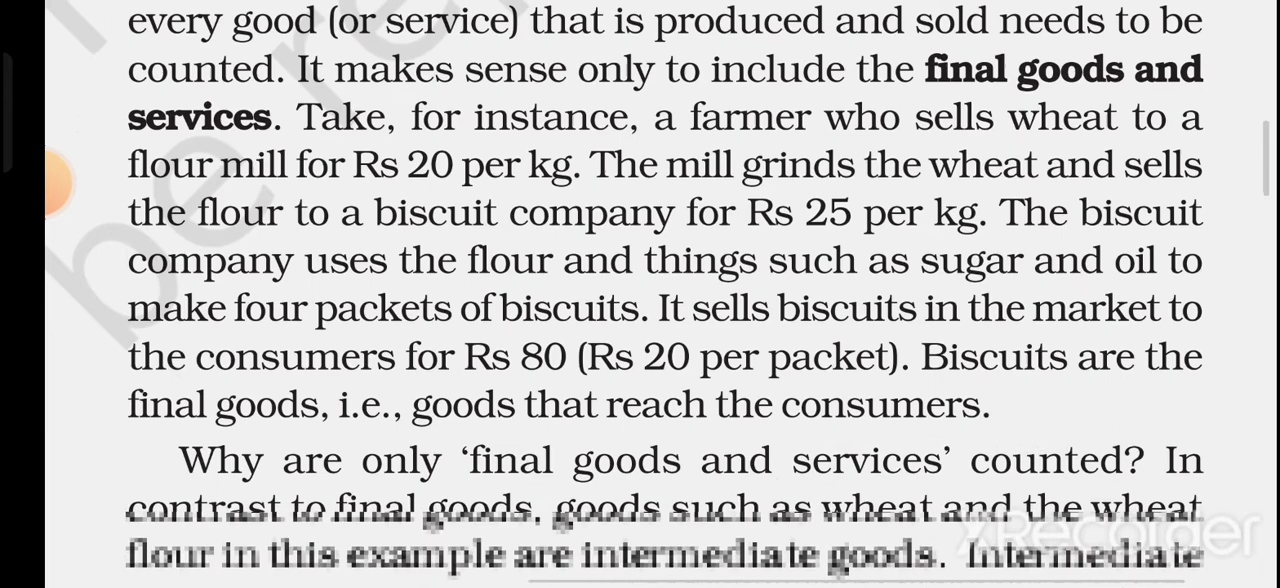 every good (or service) that is produced and sold needs to be
counted. It makes sense only to include the final goods and
services. Take, for instance, a farmer who sells wheat to a
flour mill for Rs 20 per kg. The mill grinds the wheat and sells
the flour to a biscuit company for Rs 25 per kg. The biscuit
company uses the flour and things such as sugar and oil to
make four packets of biscuits. It sells biscuits in the market to
the consumers for Rs 80 (Rs 20 per packet). Biscuits are the
final goods, i.e., goods that reach the consumers.
Why are only ‘final goods and services’ counted? In
contrast to final goods, goods such as wheat and the wheat
flour in this example are intermediate goods. Intermediate
XRecorder
be re